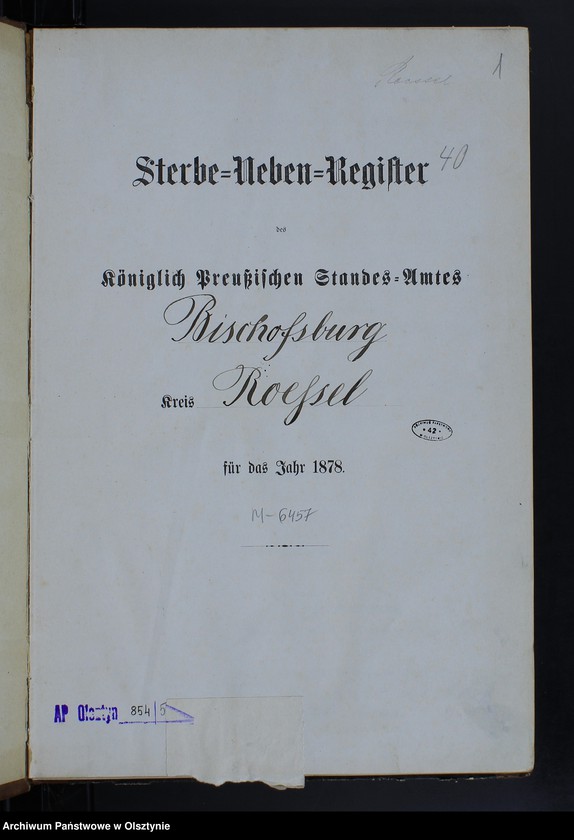 Roessel
1
Sterbe=Neben=Regiſter 40
des
Königlich Preußiſchen Standes=Amtes
Bischofsburg
Kreis Roeſsel
42
für das Jahr 1878.
M-6457
AP Olsztyn 854/5
Archiwum Państwowe w Olsztynie